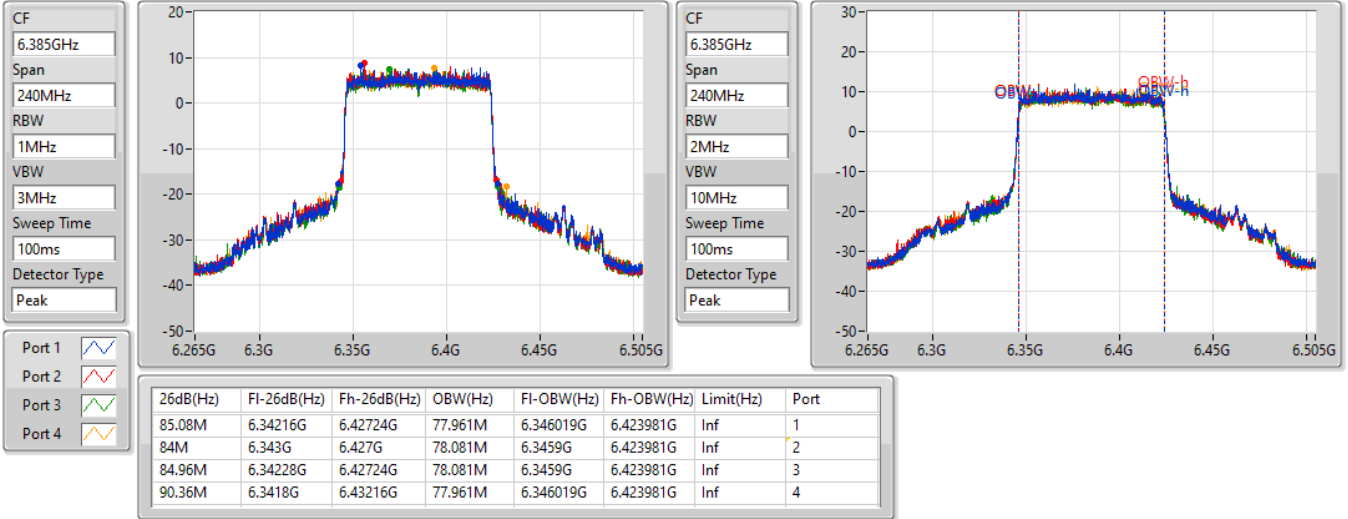 CF
6.385GHz
Span
240MHz
RBW
1MHz
VBW
3MHz
Sweep Time
100ms
Detector Type
Peak
20
10
0
-10
-20
-30
-40
-50
6.265G 6.3G 6.35G 6.4G 6.45G 6.505G
CF
6.385GHz
Span
240MHz
RBW
2MHz
VBW
10MHz
Sweep Time
100ms
Detector Type
Peak
30
20
10
0
-10
-20
-30
-40
-50
OBW-h
OBW-l OBW-h
6.265G 6.3G 6.35G 6.4G 6.45G 6.505G
Port 1
Port 2
Port 3
Port 4
26dB(Hz) Fl-26dB(Hz) Fh-26dB(Hz) OBW(Hz) Fl-OBW(Hz) Fh-OBW(Hz) Limit(Hz) Port
85.08M 6.34216G 6.42724G 77.961M 6.346019G 6.423981G Inf 1
84M 6.343G 6.427G 78.081M 6.3459G 6.423981G Inf 2
84.96M 6.34228G 6.42724G 78.081M 6.3459G 6.423981G Inf 3
90.36M 6.3418G 6.43216G 77.961M 6.346019G 6.423981G Inf 4